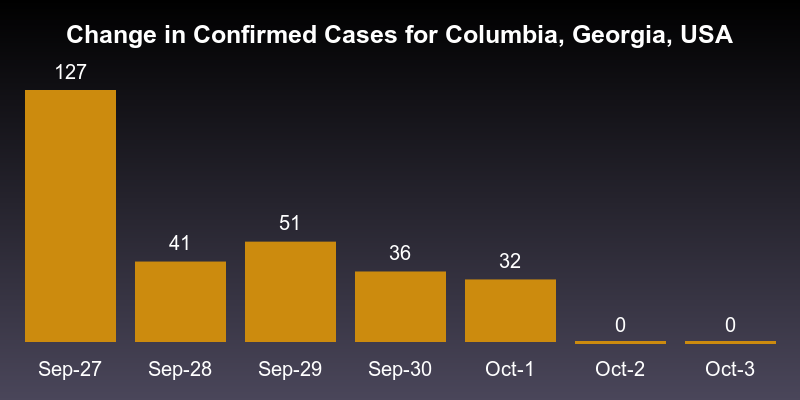 Change in Confirmed Cases for Columbia, Georgia, USA
127
41
51
36
32
0
0
Sep-27
Sep-28
Sep-29
Sep-30
Oct-1
Oct-2
Oct-3